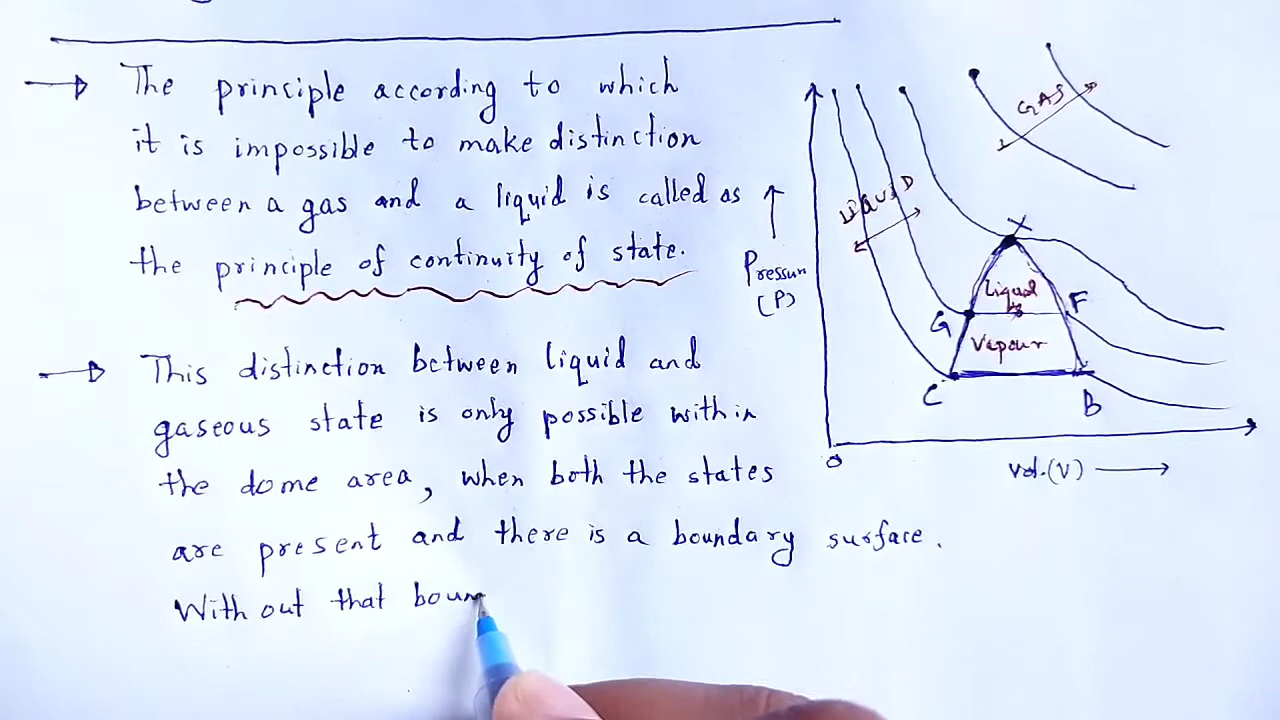 The principle according to which
it is impossible to make distinction
between a gas and a liquid is called as
the principle of continuity of state.
This distinction between liquid and
gaseous state is only possible within
the dome area, when both the states
are present and there is a boundary surface.
With out that boun
GAS
LIQUID
X
Pressure
(P)
Liquid
G
F
Vapour
C
B
O
Vol.(V)